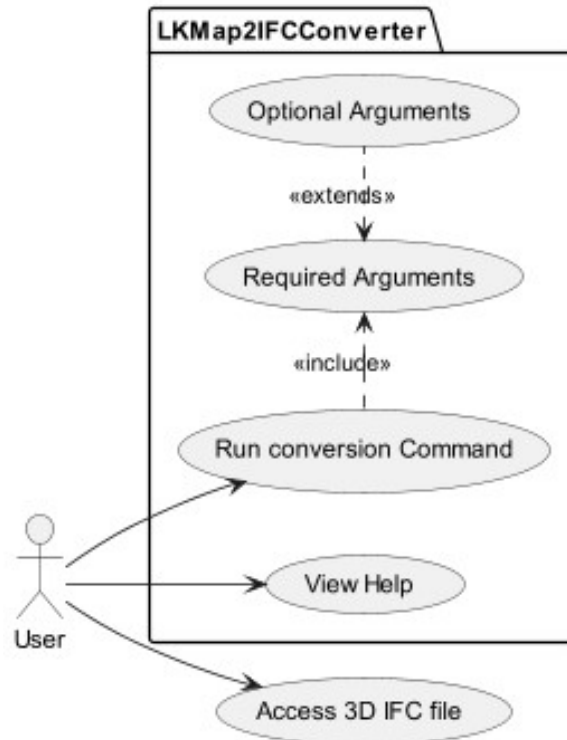 LKMap2IFCConverter
Optional Arguments
«extends»
Required Arguments
«include»
Run conversion Command
View Help
User
Access 3D IFC file